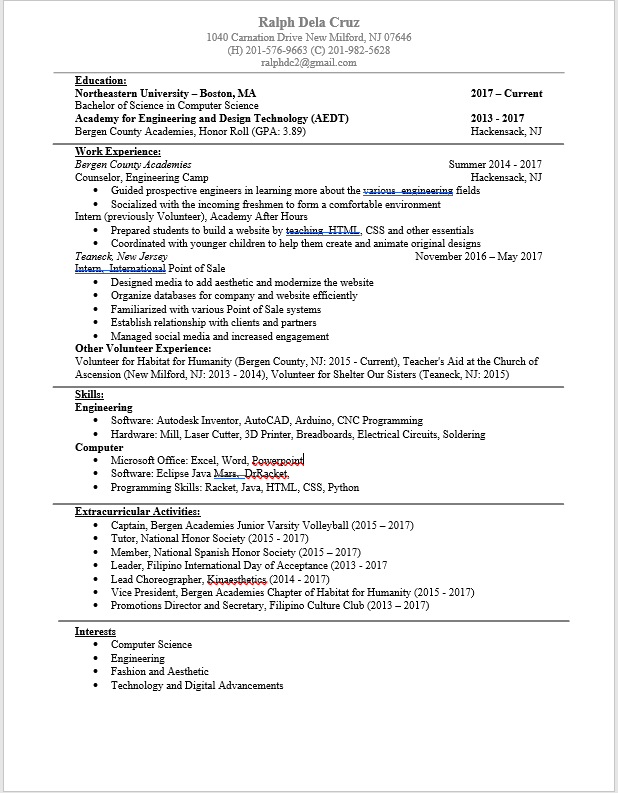 Ralph Dela Cruz
1040 Carnation Drive New Milford, NJ 07646
(H) 201-576-9663 (C) 201-982-5628
ralphdc2@gmail.com
Education:
Northeastern University – Boston, MA 2017 – Current
Bachelor of Science in Computer Science
Academy for Engineering and Design Technology (AEDT) 2013 - 2017
Bergen County Academies, Honor Roll (GPA: 3.89) Hackensack, NJ
Work Experience:
Bergen County Academies Summer 2014 - 2017
Counselor, Engineering Camp Hackensack, NJ
• Guided prospective engineers in learning more about the various engineering fields
• Socialized with the incoming freshmen to form a comfortable environment
Intern (previously Volunteer), Academy After Hours
• Prepared students to build a website by teaching HTML, CSS and other essentials
• Coordinated with younger children to help them create and animate original designs
Teaneck, New Jersey November 2016 – May 2017
Intern, International Point of Sale
• Designed media to add aesthetic and modernize the website
• Organize databases for company and website efficiently
• Familiarized with various Point of Sale systems
• Establish relationship with clients and partners
• Managed social media and increased engagement
Other Volunteer Experience:
Volunteer for Habitat for Humanity (Bergen County, NJ: 2015 - Current), Teacher's Aid at the Church of
Ascension (New Milford, NJ: 2013 - 2014), Volunteer for Shelter Our Sisters (Teaneck, NJ: 2015)
Skills:
Engineering
• Software: Autodesk Inventor, AutoCAD, Arduino, CNC Programming
• Hardware: Mill, Laser Cutter, 3D Printer, Breadboards, Electrical Circuits, Soldering
Computer
• Microsoft Office: Excel, Word, Powerpoint
• Software: Eclipse Java Mars, DrRacket,
• Programming Skills: Racket, Java, HTML, CSS, Python
Extracurricular Activities:
• Captain, Bergen Academies Junior Varsity Volleyball (2015 – 2017)
• Tutor, National Honor Society (2015 - 2017)
• Member, National Spanish Honor Society (2015 – 2017)
• Leader, Filipino International Day of Acceptance (2013 - 2017
• Lead Choreographer, Kinaesthetics (2014 - 2017)
• Vice President, Bergen Academies Chapter of Habitat for Humanity (2015 - 2017)
• Promotions Director and Secretary, Filipino Culture Club (2013 – 2017)
Interests
• Computer Science
• Engineering
• Fashion and Aesthetic
• Technology and Digital Advancements